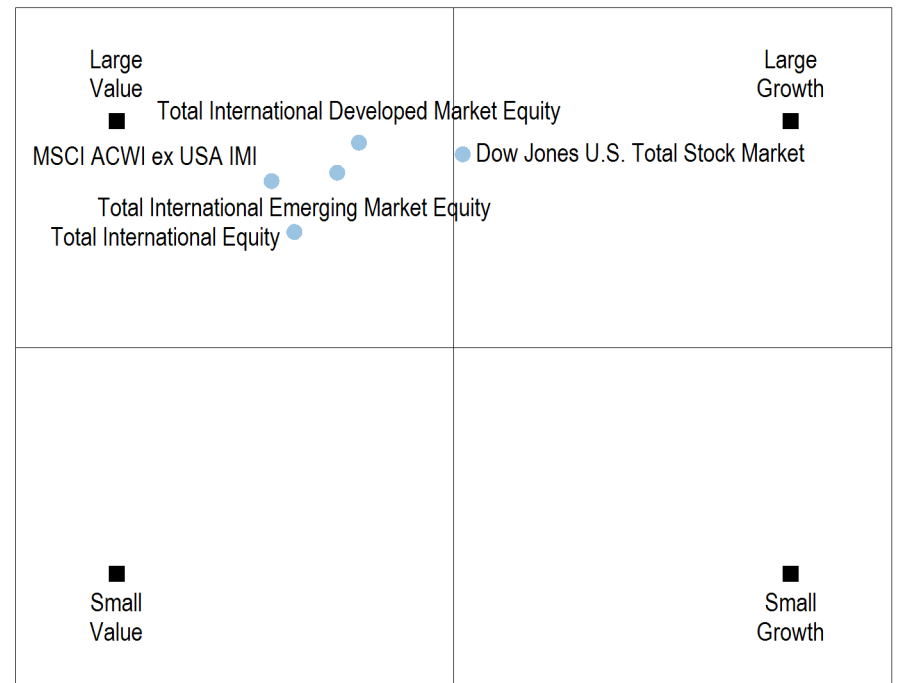 Large
Value
Large
Growth
Total International Developed Market Equity
MSCI ACWI ex USA IMI
Dow Jones U.S. Total Stock Market
Total International Emerging Market Equity
Total International Equity
Small
Value
Small
Growth